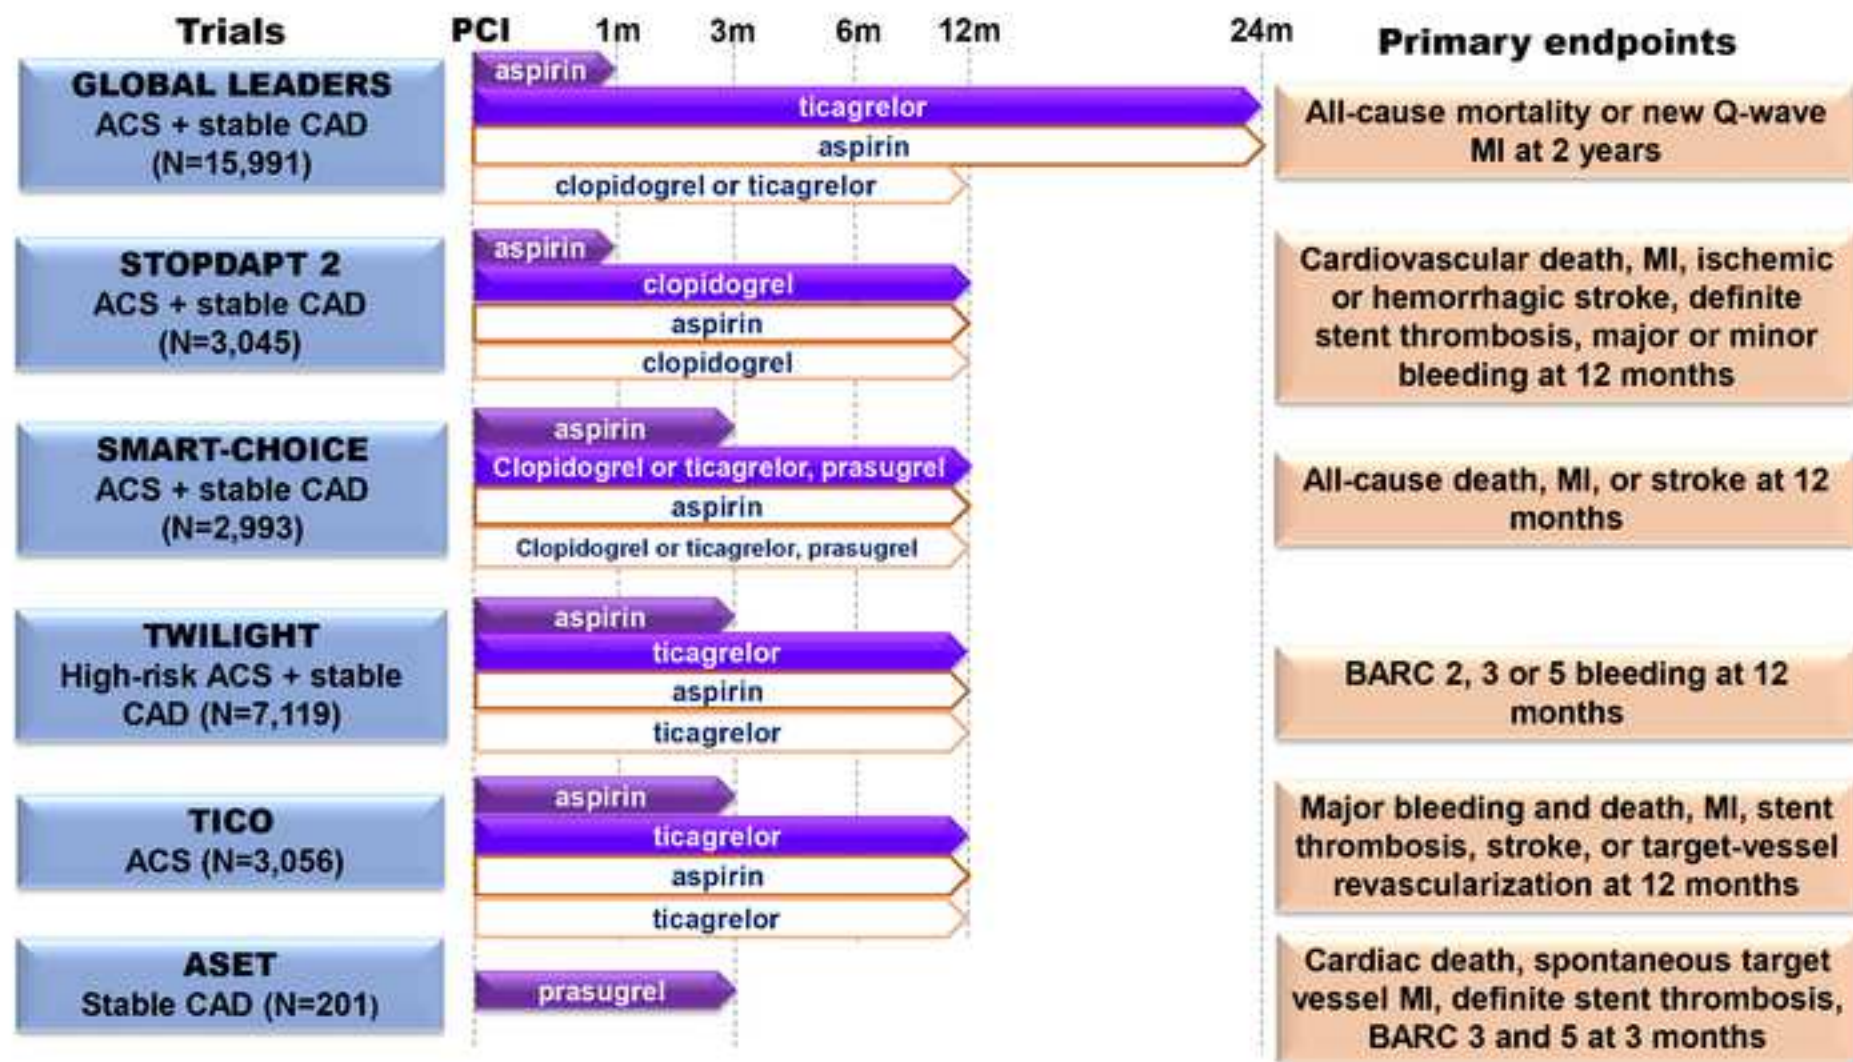 Trials PCI 1m 3m 6m 12m 24m Primary endpoints
GLOBAL LEADERS
ACS + stable CAD
(N=15,991)
aspirin
ticagrelor
aspirin
clopidogrel or ticagrelor
All-cause mortality or new Q-wave
MI at 2 years
STOPDAPT 2
ACS + stable CAD
(N=3,045)
aspirin
clopidogrel
aspirin
clopidogrel
Cardiovascular death, MI, ischemic
or hemorrhagic stroke, definite
stent thrombosis, major or minor
bleeding at 12 months
SMART-CHOICE
ACS + stable CAD
(N=2,993)
aspirin
Clopidogrel or ticagrelor, prasugrel
aspirin
Clopidogrel or ticagrelor, prasugrel
All-cause death, MI, or stroke at 12
months
TWILIGHT
High-risk ACS + stable
CAD (N=7,119)
aspirin
ticagrelor
aspirin
ticagrelor
BARC 2, 3 or 5 bleeding at 12
months
TICO
ACS (N=3,056)
aspirin
ticagrelor
aspirin
ticagrelor
Major bleeding and death, MI, stent
thrombosis, stroke, or target-vessel
revascularization at 12 months
ASET
Stable CAD (N=201)
prasugrel
Cardiac death, spontaneous target
vessel MI, definite stent thrombosis,
BARC 3 and 5 at 3 months